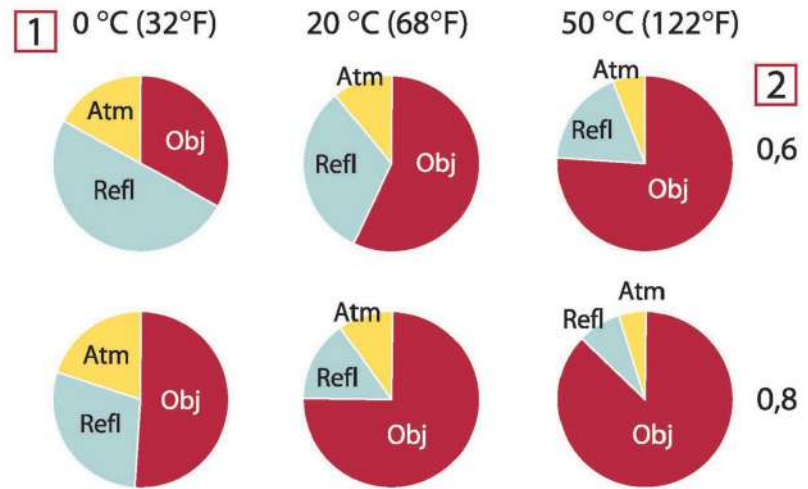 1 0 °C (32°F) 20 °C (68°F) 50 °C (122°F)
2
Atm Obj Refl
Atm Refl Obj
Atm Refl Obj
0,6
Atm Obj Refl
Atm Refl Obj
Atm Refl Obj
0,8